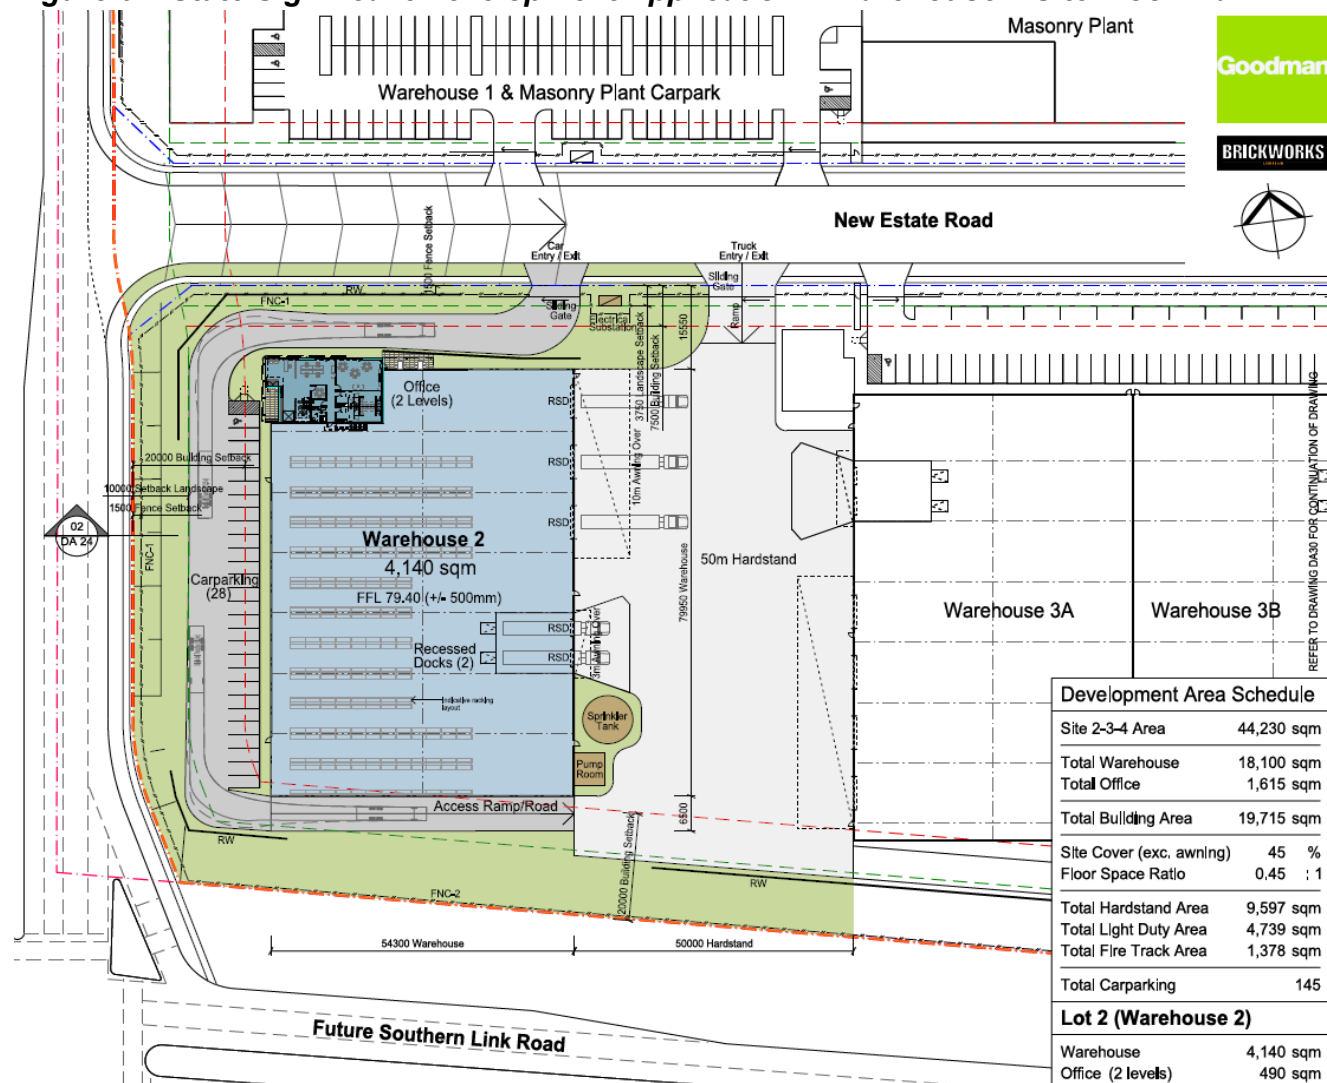 Masonry Plant
Goodman
Warehouse 1 & Masonry Plant Carpark
BRICKWORKS
New Estate Road
1500 Fence Setback
Car
Entry / Exit
Truck
Entry / Exit
Sliding
Gate
RW
FNC-1
Sliding
Gate
Electrical
Substation
Ramp
15550
3750 Landscape Setback
7500 Building Setback
Office
(2 Levels)
RSD
10m Awning Over
20000 Building Setback
RSD
10000 Setback Landscape
1500 Fence Setback
RSD
02
DA 24
FNC-1
Warehouse 2
4,140 sqm
FFL 79.40 (+/- 500mm)
50m Hardstand
Carparking
(28)
79950 Warehouse
Warehouse 3A
Warehouse 3B
REFER TO DRAWING DA30 FOR CONTINUATION OF DRAWING
RSD
Recessed
Docks (2)
RSD
3m Awning Over
Indicative racking
layout
Sprinkler
Tank
Pump
Room
Access Ramp/Road
6500
RW
20000 Building Setback
FNC-2
RW
54300 Warehouse
50000 Hardstand
Future Southern Link Road
Development Area Schedule
Site 2-3-4 Area 44,230 sqm
Total Warehouse 18,100 sqm
Total Office 1,615 sqm
Total Building Area 19,715 sqm
Site Cover (exc. awning) 45 %
Floor Space Ratio 0.45 : 1
Total Hardstand Area 9,597 sqm
Total Light Duty Area 4,739 sqm
Total Fire Track Area 1,378 sqm
Total Carparking 145
Lot 2 (Warehouse 2)
Warehouse 4,140 sqm
Office (2 levels) 490 sqm